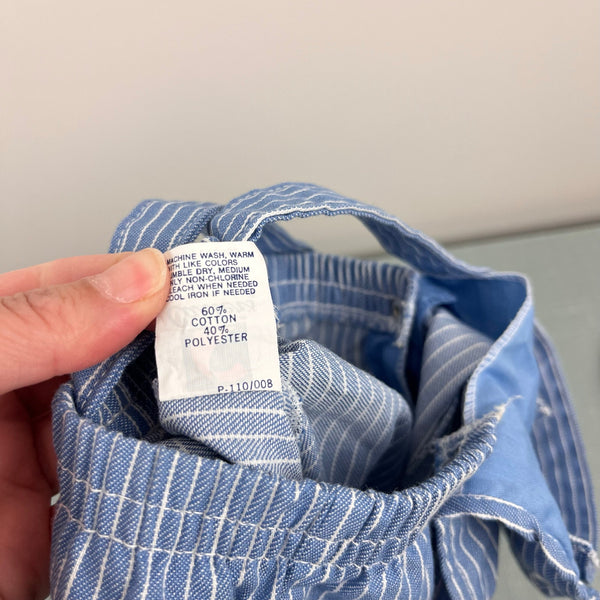 MACHINE WASH, WARM
WITH LIKE COLORS
TUMBLE DRY, MEDIUM
ONLY NON-CHLORINE
BLEACH WHEN NEEDED
COOL IRON IF NEEDED
60%
COTTON
40%
POLYESTER
P-110/008